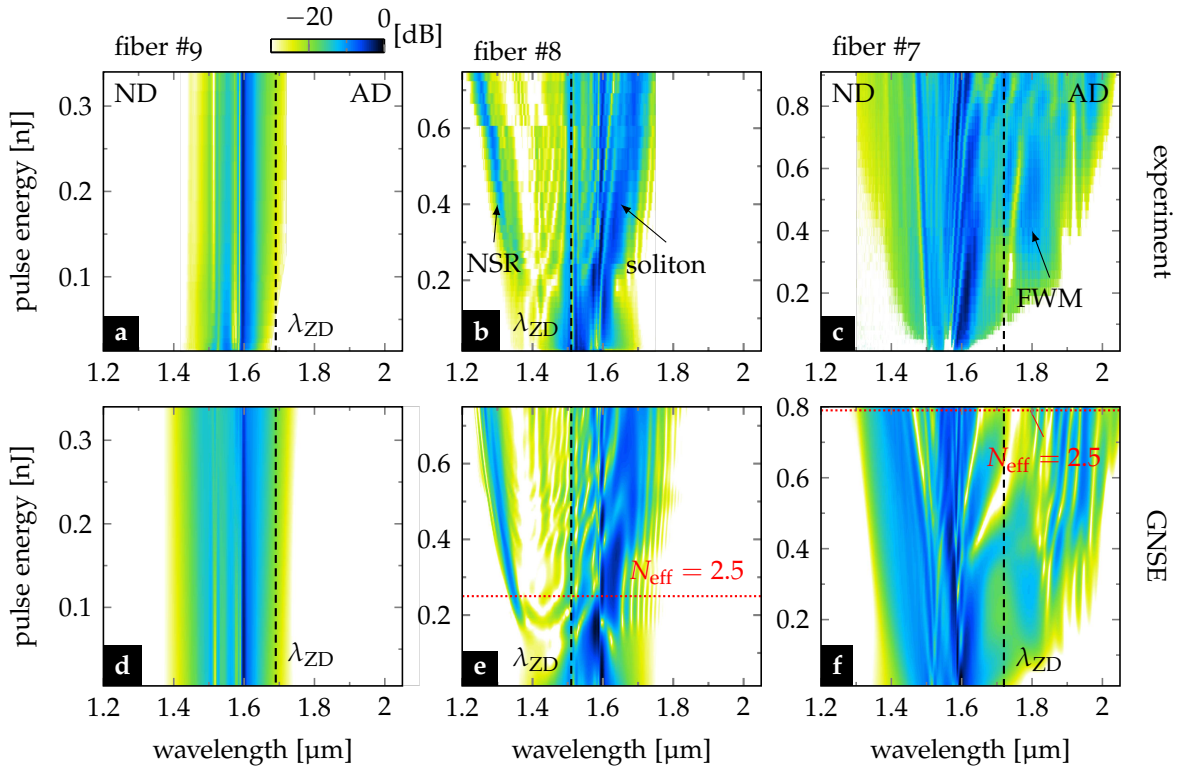 −20 0
[dB]
fiber #9 fiber #8 fiber #7
ND AD ND AD
pulse energy [nJ] 0.3 0.2 0.1
0.6 0.4 0.2
0.8 0.6 0.4 0.2
NSR soliton FWM
a λZD b λZD c
experiment
1.2 1.4 1.6 1.8 2 1.2 1.4 1.6 1.8 2 1.2 1.4 1.6 1.8 2
pulse energy [nJ] 0.3 0.2 0.1
0.6 0.4 0.2
0.8 0.6 0.4 0.2
Neff = 2.5
Neff = 2.5
d λZD e λZD f λZD
GNSE
1.2 1.4 1.6 1.8 2 1.2 1.4 1.6 1.8 2 1.2 1.4 1.6 1.8 2
wavelength [µm] wavelength [µm] wavelength [µm]